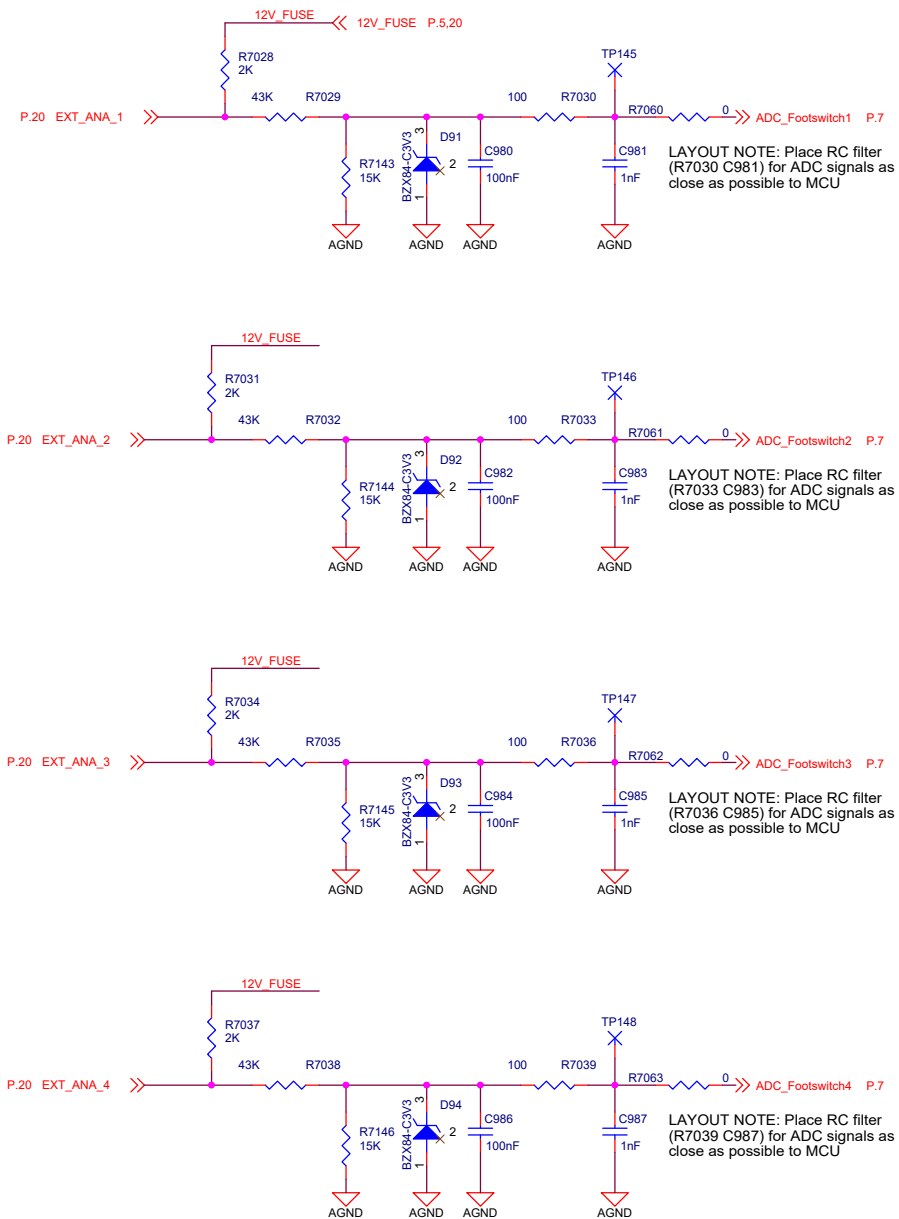 12V_FUSE
12V_FUSE P.5,20
R7028
2K
TP145
43K R7029 100 R7030 R7060 0
P.20 EXT_ANA_1 ADC_Footswitch1 P.7
R7143
15K
BZX84-C3V3
3 D91
2
1
C980
100nF
C981
1nF
LAYOUT NOTE: Place RC filter
(R7030 C981) for ADC signals as
close as possible to MCU
AGND AGND AGND AGND
12V_FUSE
R7031
2K
TP146
43K R7032 100 R7033 R7061 0
P.20 EXT_ANA_2 ADC_Footswitch2 P.7
R7144
15K
BZX84-C3V3
3 D92
2
1
C982
100nF
C983
1nF
LAYOUT NOTE: Place RC filter
(R7033 C983) for ADC signals as
close as possible to MCU
AGND AGND AGND AGND
12V_FUSE
R7034
2K
TP147
43K R7035 100 R7036 R7062 0
P.20 EXT_ANA_3 ADC_Footswitch3 P.7
R7145
15K
BZX84-C3V3
3 D93
2
1
C984
100nF
C985
1nF
LAYOUT NOTE: Place RC filter
(R7036 C985) for ADC signals as
close as possible to MCU
AGND AGND AGND AGND
12V_FUSE
R7037
2K
TP148
43K R7038 100 R7039 R7063 0
P.20 EXT_ANA_4 ADC_Footswitch4 P.7
R7146
15K
BZX84-C3V3
3 D94
2
1
C986
100nF
C987
1nF
LAYOUT NOTE: Place RC filter
(R7039 C987) for ADC signals as
close as possible to MCU
AGND AGND AGND AGND